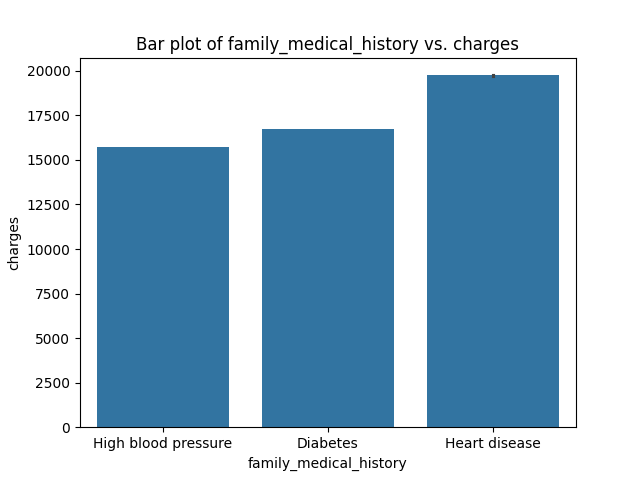 Bar plot of family_medical_history vs. charges
20000
17500
15000
12500
10000
7500
5000
2500
0
charges
High blood pressure Diabetes Heart disease
family_medical_history